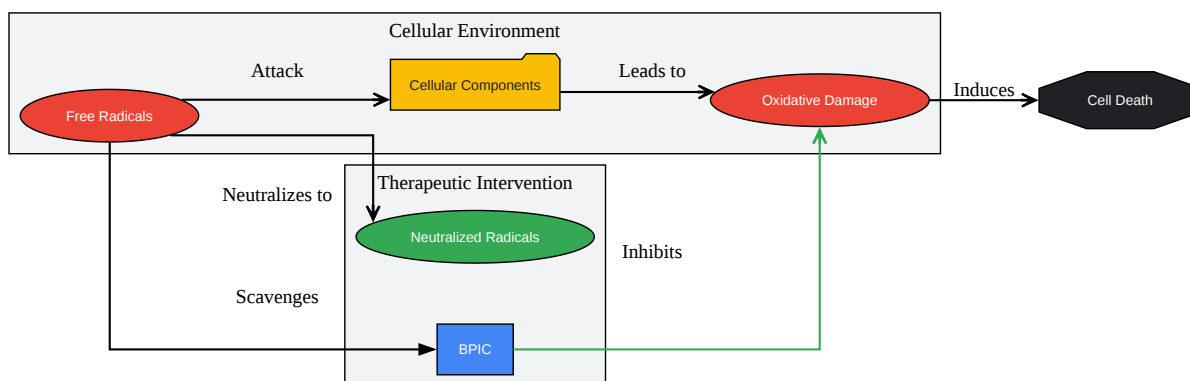 Cellular Environment
Attack
Cellular Components
Leads to
Oxidative Damage
Induces
Cell Death
Free Radicals
Neutralizes to
Therapeutic Intervention
Neutralized Radicals
Inhibits
Scavenges
BPIC